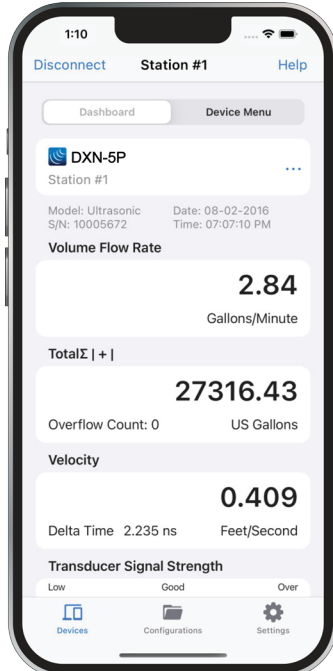 1:10
Disconnect Station #1 Help
Dashboard Device Menu
DXN-5P
Station #1
...
Model: Ultrasonic Date: 08-02-2016
S/N: 10005672 Time: 07:07:10 PM
Volume Flow Rate
2.84
Gallons/Minute
TotalΣ | + |
27316.43
Overflow Count: 0 US Gallons
Velocity
0.409
Delta Time 2.235 ns Feet/Second
Transducer Signal Strength
Low Good Over
Devices Configurations Settings